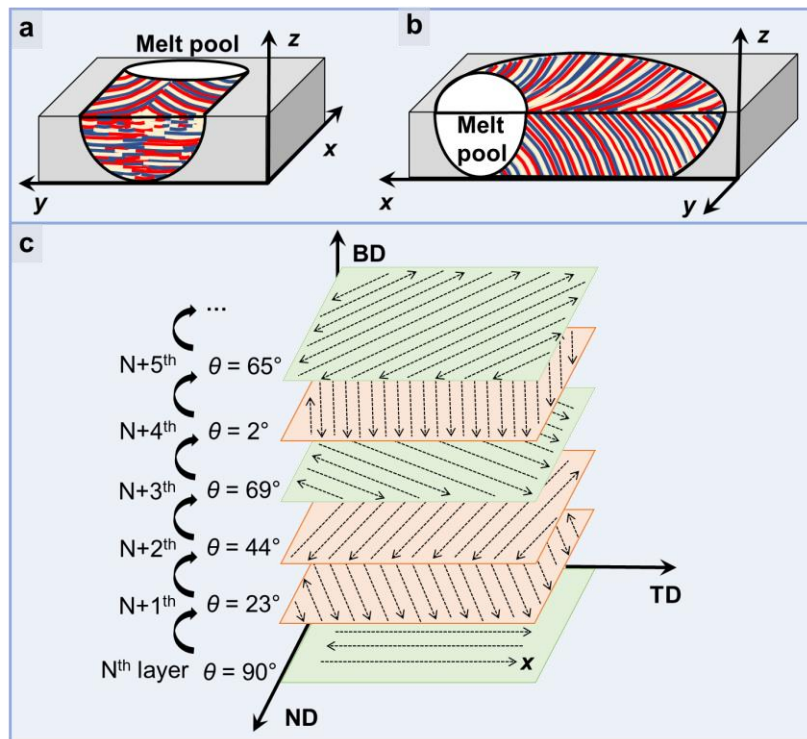 a
Melt pool
z
x
y
b
z
Melt
pool
x
y
c
BD
...
N+5th θ = 65°
N+4th θ = 2°
N+3th θ = 69°
N+2th θ = 44°
N+1th θ = 23°
TD
Nth layer θ = 90°
x
ND